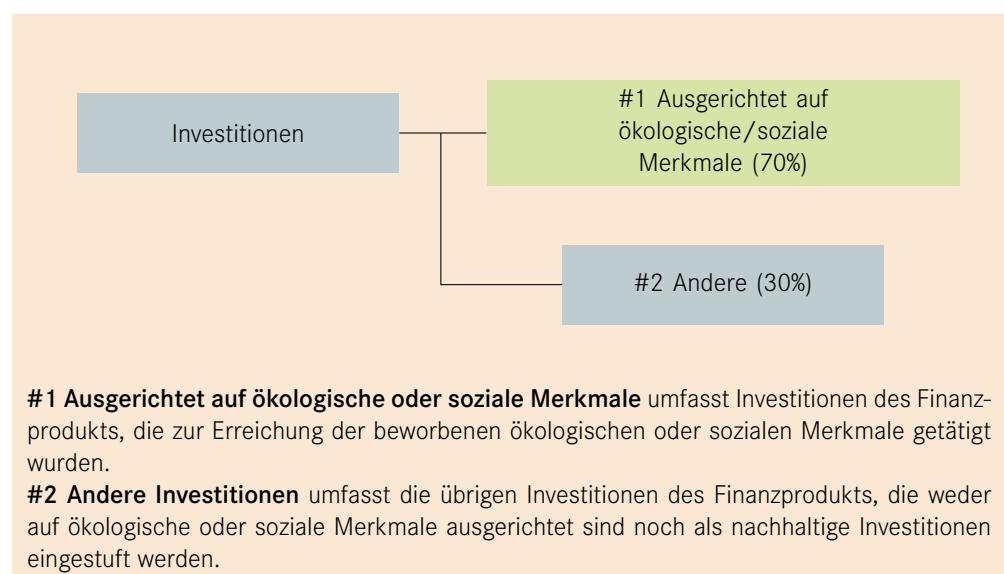 Investitionen
#1 Ausgerichtet auf
ökologische/soziale
Merkmale (70%)
#2 Andere (30%)
#1 Ausgerichtet auf ökologische oder soziale Merkmale umfasst Investitionen des Finanz-
produkts, die zur Erreichung der beworbenen ökologischen oder sozialen Merkmale getätigt
wurden.
#2 Andere Investitionen umfasst die übrigen Investitionen des Finanzprodukts, die weder
auf ökologische oder soziale Merkmale ausgerichtet sind noch als nachhaltige Investitionen
eingestuft werden.